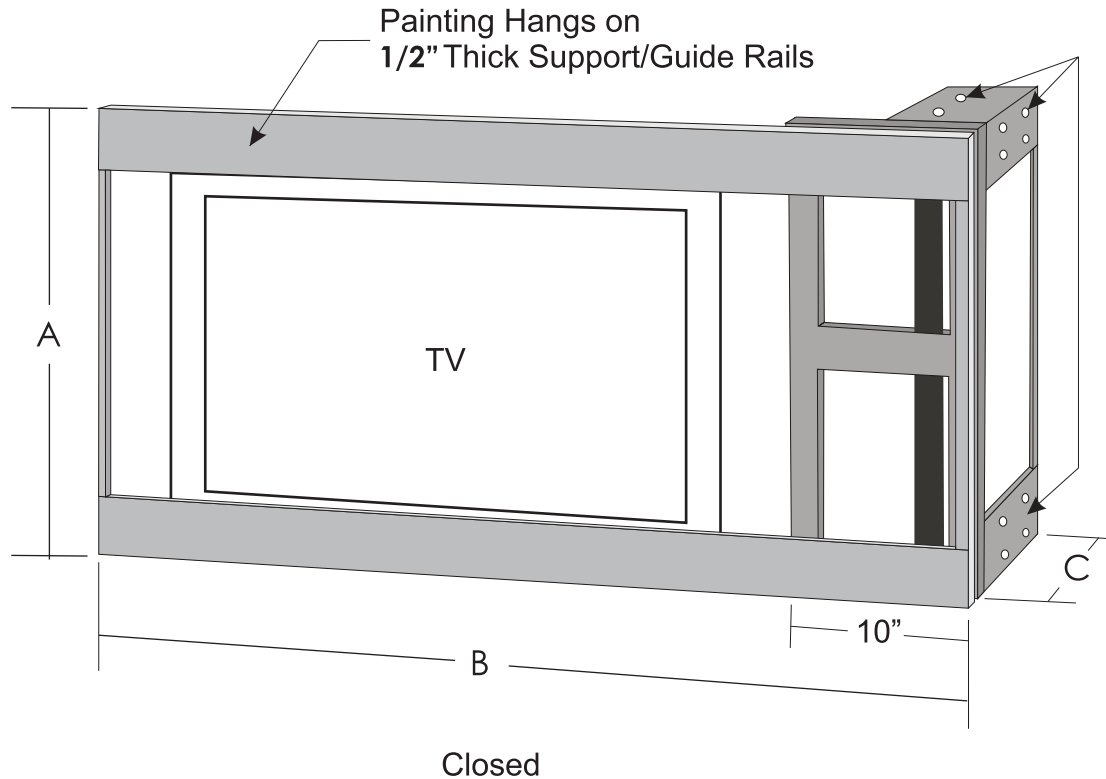 Painting Hangs on
1/2” Thick Support/Guide Rails
A
TV
C
10”
B
Closed